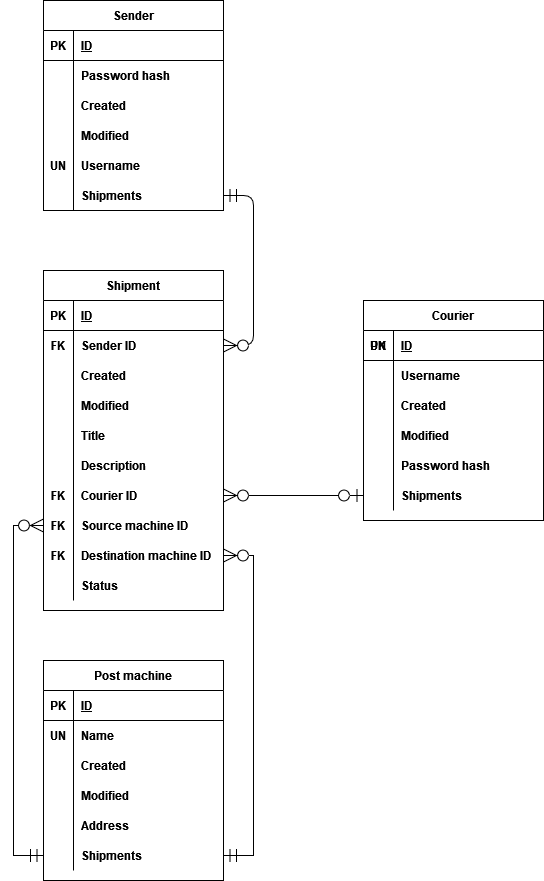 Sender
PK ID
Password hash
Created
Modified
UN Username
Shipments
Shipment
PK ID
FK Sender ID
Created
Modified
Title
Description
FK Courier ID
FK Source machine ID
FK Destination machine ID
Status
Courier
ID
Username
Created
Modified
Password hash
Shipments
Post machine
PK ID
UN Name
Created
Modified
Address
Shipments